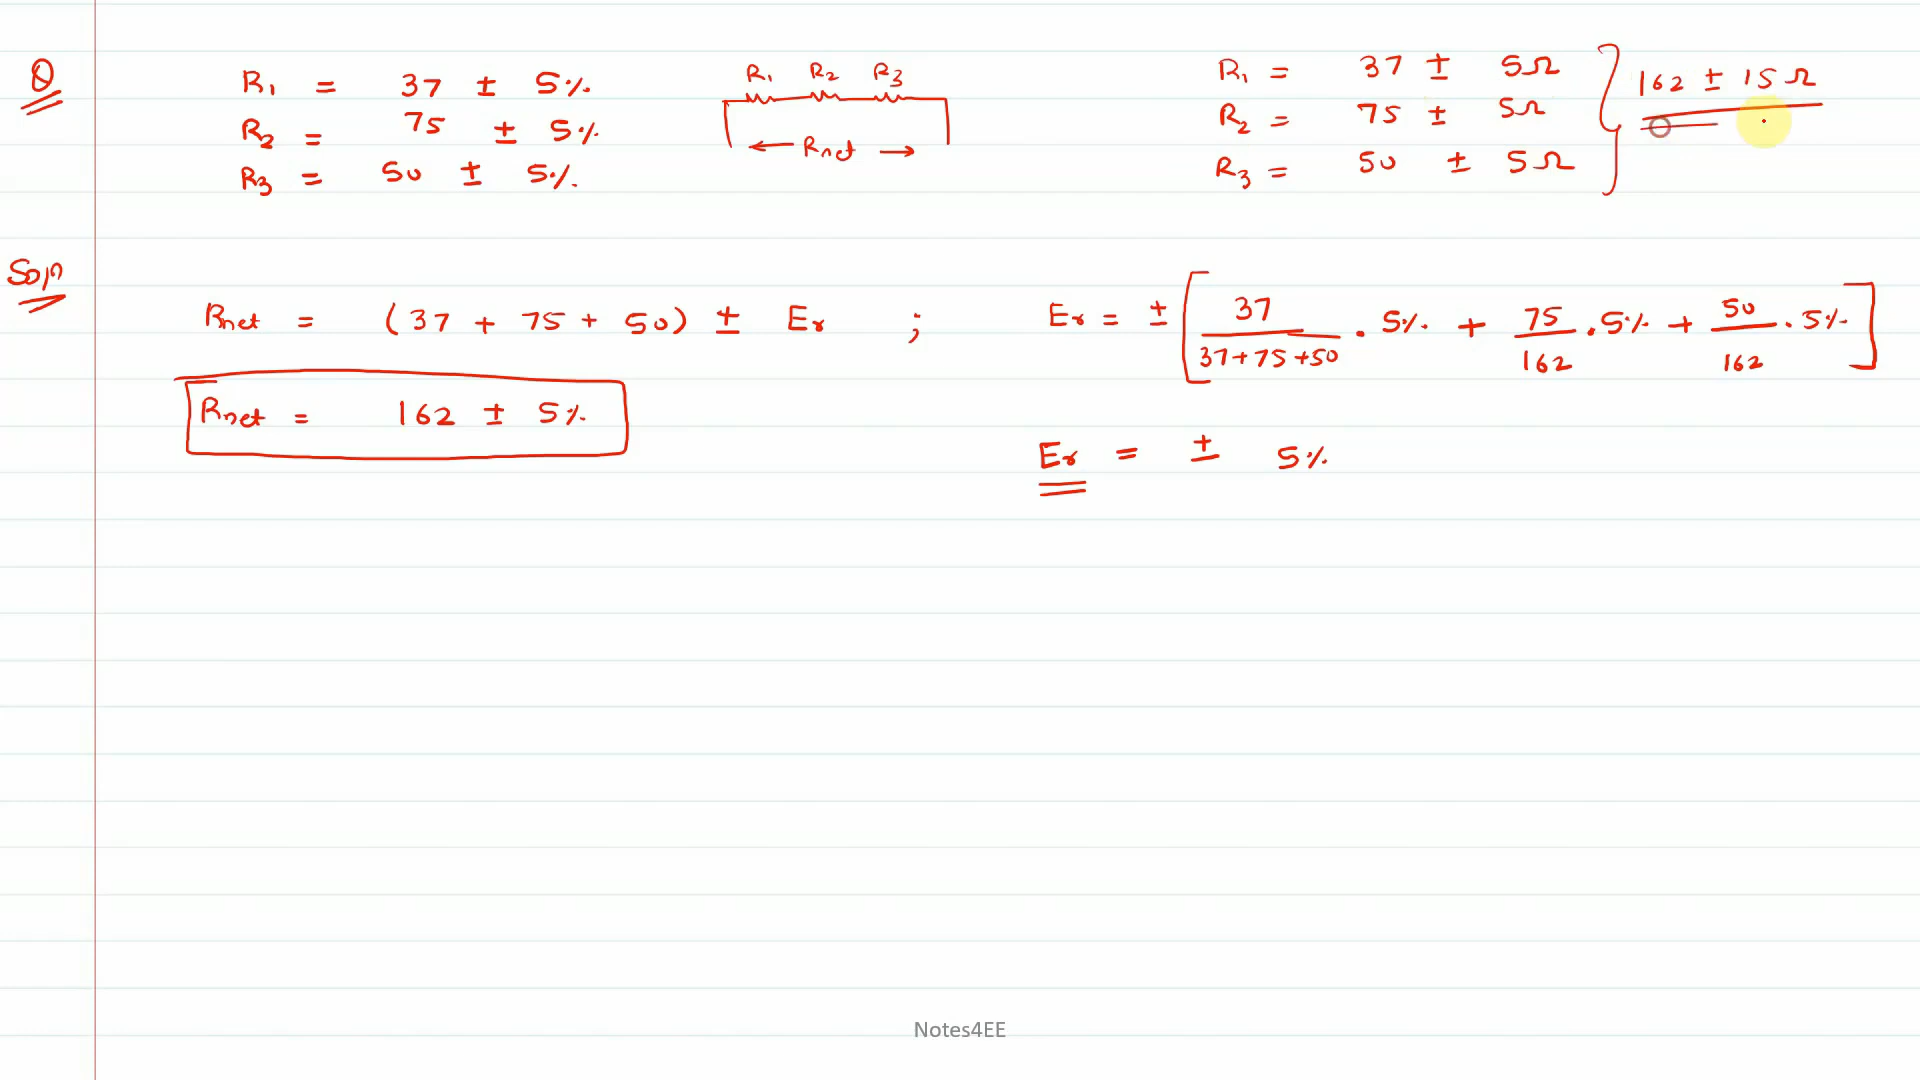 Q
R1 = 37 ± 5%
R2 = 75 ± 5%
R3 = 50 ± 5%
R1 R2 R3
Rnet
R1 = 37 ± 5Ω
R2 = 75 ± 5Ω
R3 = 50 ± 5Ω
162 ± 15Ω
Soln
Rnet = (37 + 75 + 50) ± Er ;
Er = ± [37/(37+75+50) . 5% + 75/162 . 5% + 50/162 . 5%]
Rnet = 162 ± 5%
Er = ± 5%
Notes4EE